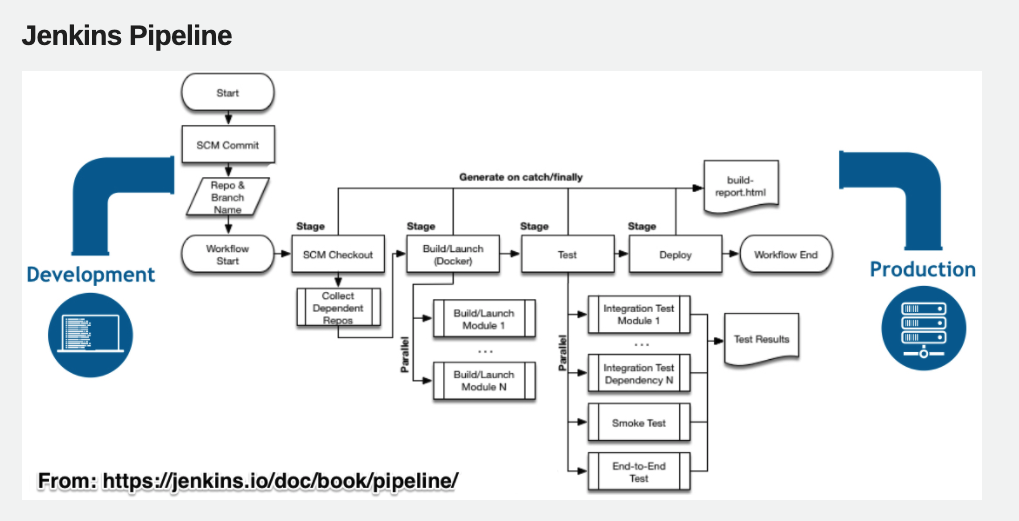 Jenkins Pipeline
Start
SCM Commit
Repo &
Branch
Name
Workflow
Start
Generate on catch/finally
build-
report.html
Stage
SCM Checkout
Stage
Build/Launch
(Docker)
Stage
Test
Stage
Deploy
Workflow End
Development
Production
Collect
Dependent
Repos
Parallel
Build/Launch
Module 1
...
Build/Launch
Module N
Parallel
Integration Test
Module 1
...
Integration Test
Dependency N
Smoke Test
End-to-End
Test
Test Results
From: https://jenkins.io/doc/book/pipeline/